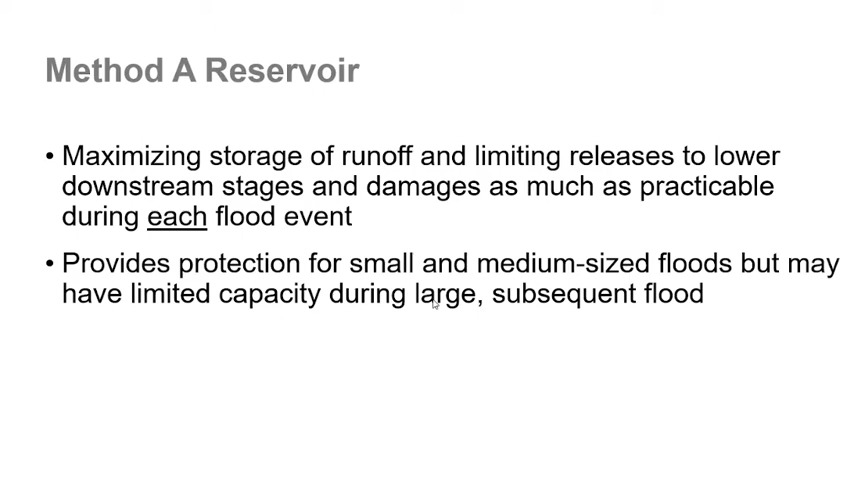 Method A Reservoir
• Maximizing storage of runoff and limiting releases to lower
downstream stages and damages as much as practicable
during each flood event
• Provides protection for small and medium-sized floods but may
have limited capacity during large, subsequent flood